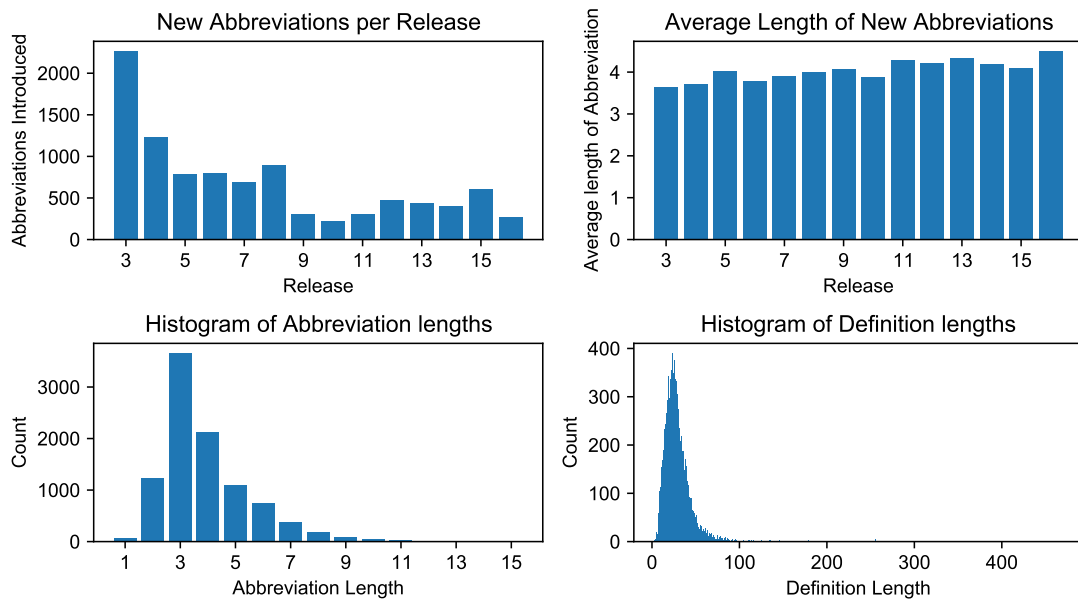 New Abbreviations per Release
Abbreviations Introduced
2000
1500
1000
500
0
3 5 7 9 11 13 15
Release
Average Length of New Abbreviations
Average length of Abbreviation
4
3
2
1
0
3 5 7 9 11 13 15
Release
Histogram of Abbreviation lengths
Count
3000
2000
1000
0
1 3 5 7 9 11 13 15
Abbreviation Length
Histogram of Definition lengths
Count
400
300
200
100
0
0 100 200 300 400
Definition Length